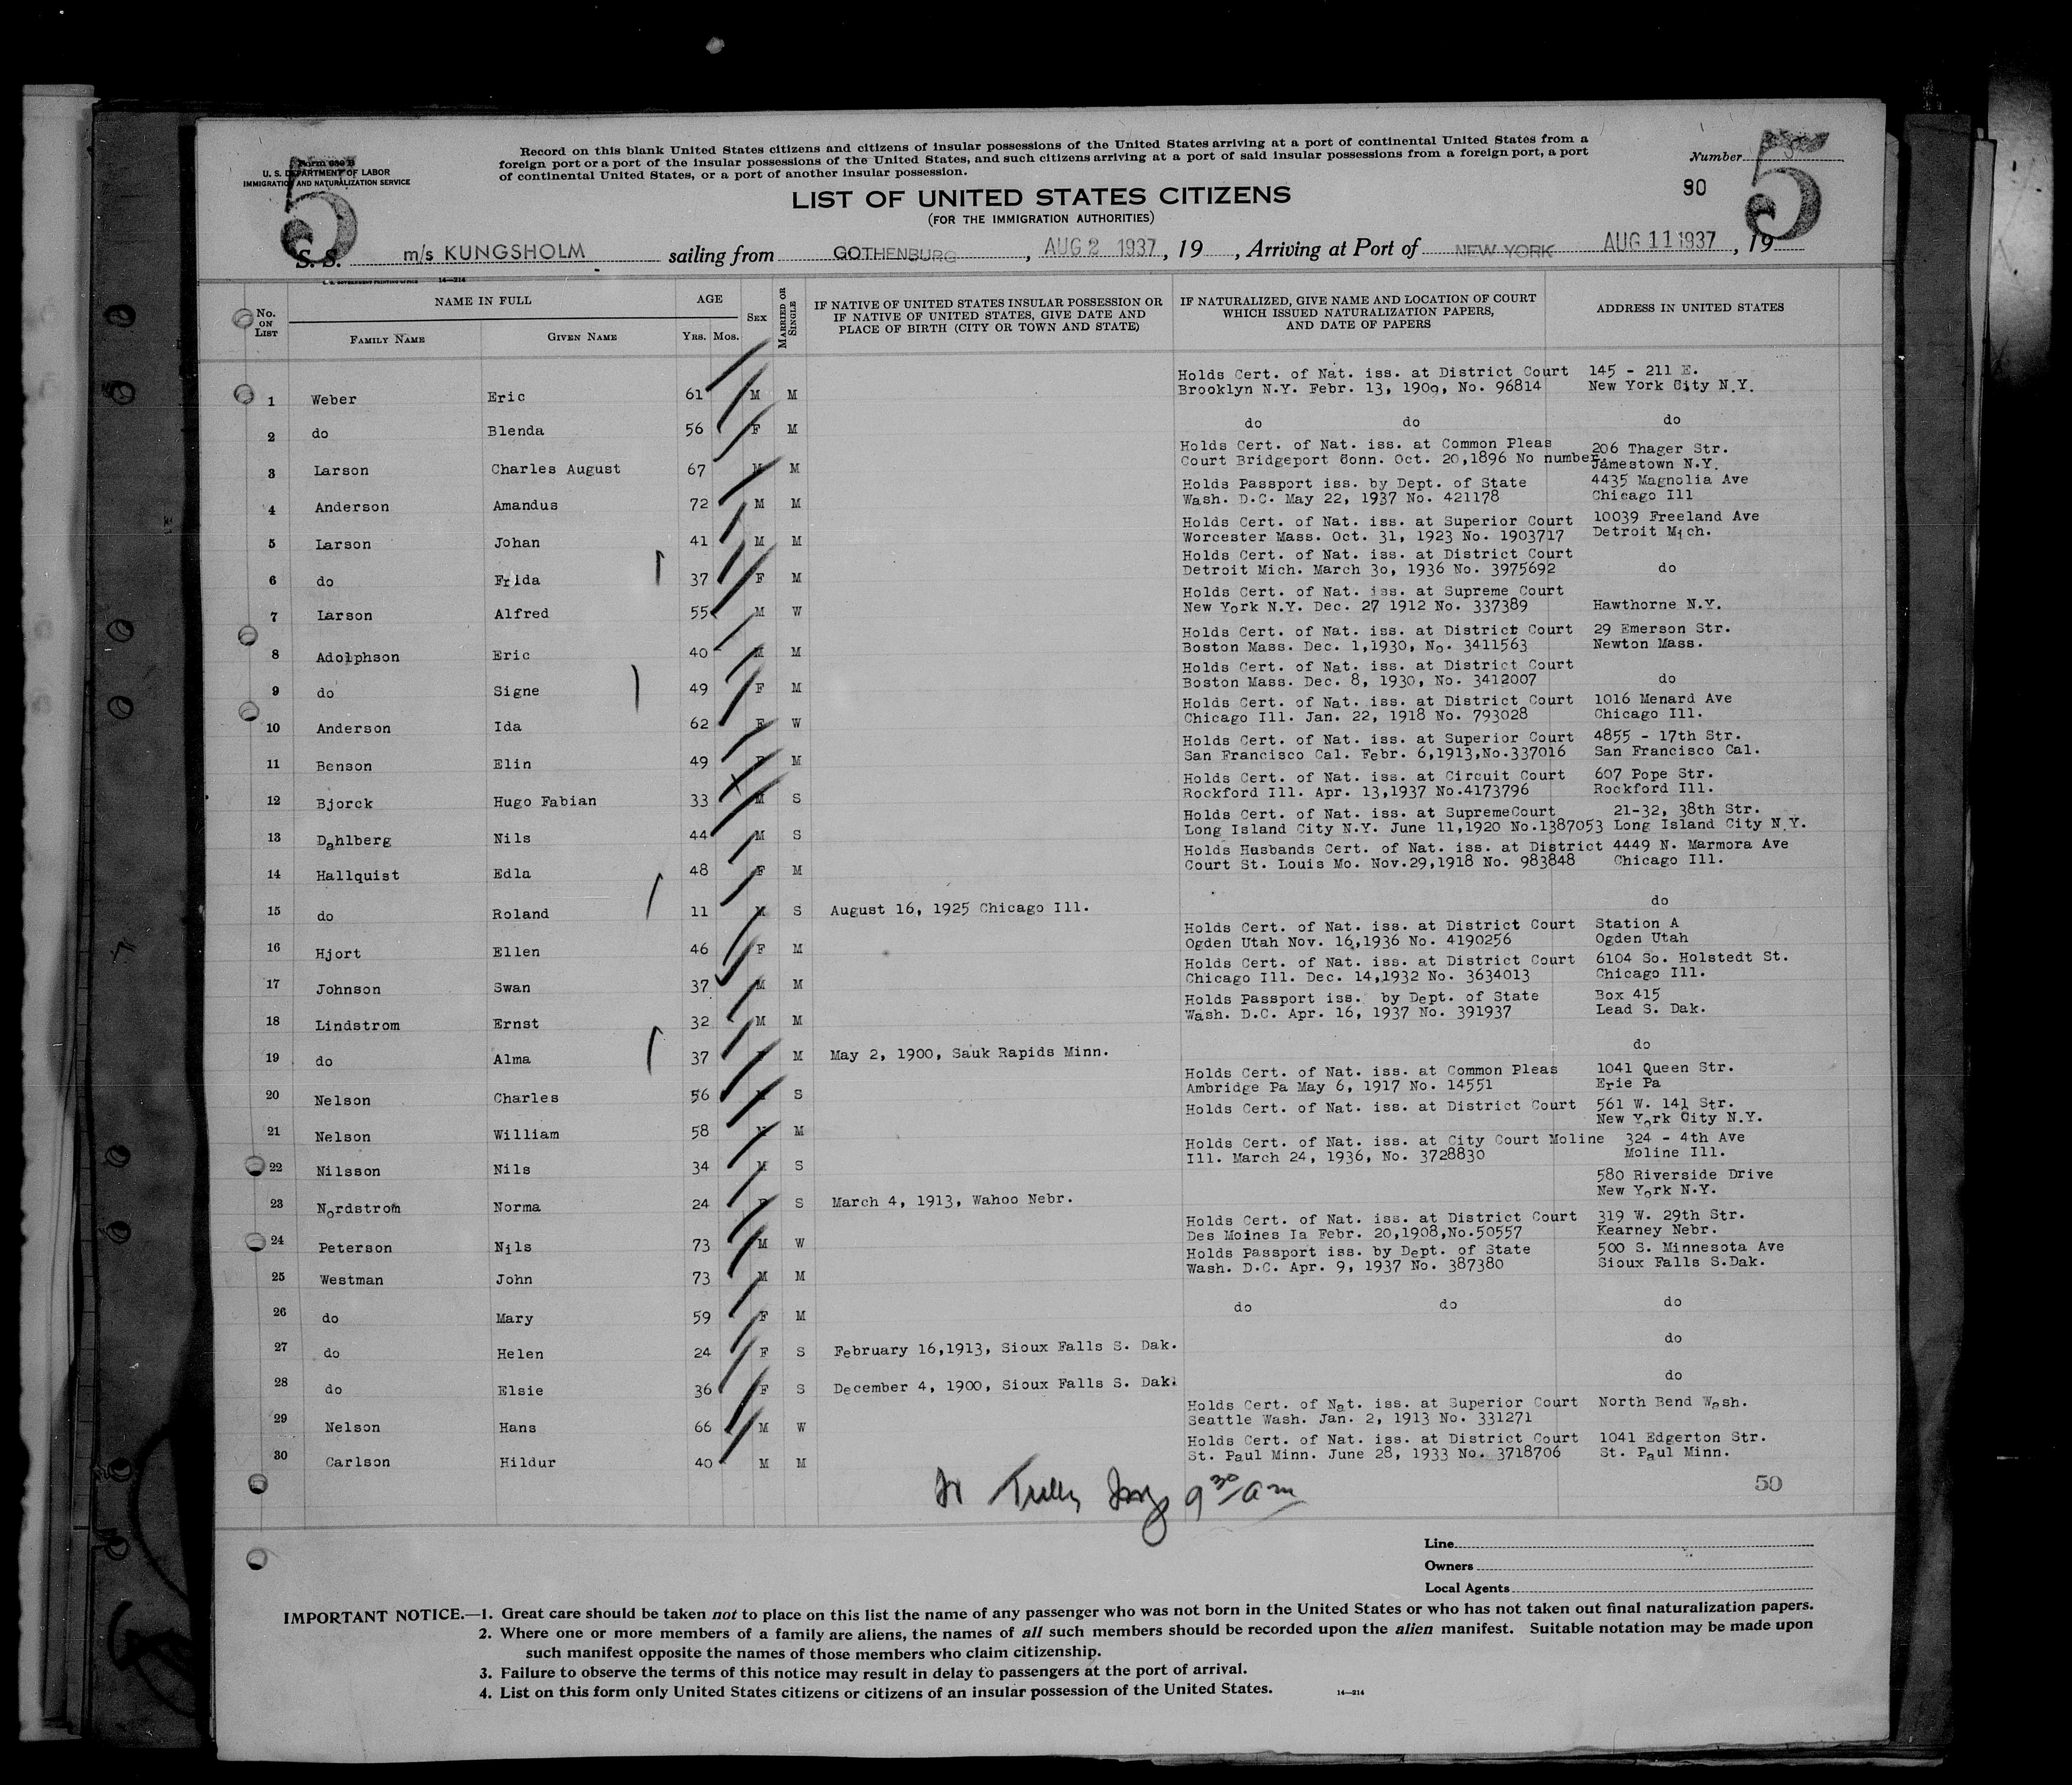 Form 630 B
U. S. DEPARTMENT OF LABOR
IMMIGRATION AND NATURALIZATION SERVICE
5
Record on this blank United States citizens and citizens of insular possessions of the United States arriving at a port of continental United States from a
foreign port or a port of the insular possessions of the United States, and such citizens arriving at a port of said insular possessions from a foreign port, a port
of continental United States, or a port of another insular possession.
Number
5
90
LIST OF UNITED STATES CITIZENS
(FOR THE IMMIGRATION AUTHORITIES)
S. S. m/s KUNGSHOLM sailing from GOTHENBURG, AUG 2 1937, 19 , Arriving at Port of NEW YORK AUG 11 1937, 19
14—214
No. ON LIST NAME IN FULL AGE SEX MARRIED OR SINGLE IF NATIVE OF UNITED STATES INSULAR POSSESSION OR IF NATIVE OF UNITED STATES, GIVE DATE AND PLACE OF BIRTH (CITY OR TOWN AND STATE) IF NATURALIZED, GIVE NAME AND LOCATION OF COURT WHICH ISSUED NATURALIZATION PAPERS, AND DATE OF PAPERS ADDRESS IN UNITED STATES
FAMILY NAME GIVEN NAME YRS. MOS.
Holds Cert. of Nat. iss. at District Court 145 - 211 E.
1 Weber Eric 61 M M Brooklyn N.Y. Febr. 13, 1909, No. 96814 New York City N.Y.
2 do Blenda 56 F M do do do
Holds Cert. of Nat. iss. at Common Pleas 206 Thager Str.
3 Larson Charles August 67 M M Court Bridgeport Conn. Oct. 20,1896 No number Jamestown N.Y.
Holds Passport iss. by Dept. of State 4435 Magnolia Ave
4 Anderson Amandus 72 M M Wash. D.C. May 22, 1937 No. 421178 Chicago Ill
Holds Cert. of Nat. iss. at Superior Court 10039 Freeland Ave
5 Larson Johan 41 M M Worcester Mass. Oct. 31, 1923 No. 1903717 Detroit Mich.
Holds Cert. of Nat. iss. at District Court
6 do Frida 37 F M Detroit Mich. March 30, 1936 No. 3975692 do
Holds Cert. of Nat. iss. at Supreme Court
7 Larson Alfred 55 M W New York N.Y. Dec. 27 1912 No. 337389 Hawthorne N.Y.
Holds Cert. of Nat. iss. at District Court 29 Emerson Str.
8 Adolphson Eric 40 M M Boston Mass. Dec. 1,1930, No. 3411563 Newton Mass.
Holds Cert. of Nat. iss. at District Court
9 do Signe 49 F M Boston Mass. Dec. 8, 1930, No. 3412007 do
Holds Cert. of Nat. iss. at District Court 1016 Menard Ave
10 Anderson Ida 62 F W Chicago Ill. Jan. 22, 1918 No. 793028 Chicago Ill.
Holds Cert. of Nat. iss. at Superior Court 4855 - 17th Str.
11 Benson Elin 49 F M San Francisco Cal. Febr. 6,1913,No.337016 San Francisco Cal.
Holds Cert. of Nat. iss. at Circuit Court 607 Pope Str.
12 Bjorck Hugo Fabian 33 M S Rockford Ill. Apr. 13,1937 No.4173796 Rockford Ill.
Holds Cert. of Nat. iss. at SupremeCourt 21-32, 38th Str.
13 Dahlberg Nils 44 M S Long Island City N.Y. June 11,1920 No.1387053 Long Island City N.Y.
Holds Husbands Cert. of Nat. iss. at District 4449 N. Marmora Ave
14 Hallquist Edla 48 F M Court St. Louis Mo. Nov.29,1918 No. 983848 Chicago Ill.
15 do Roland 11 M S August 16, 1925 Chicago Ill. do
Holds Cert. of Nat. iss. at District Court Station A
16 Hjort Ellen 46 F M Ogden Utah Nov. 16,1936 No. 4190256 Ogden Utah
Holds Cert. of Nat. iss. at District Court 6104 So. Holstedt St.
17 Johnson Swan 37 M M Chicago Ill. Dec. 14,1932 No. 3634013 Chicago Ill.
Holds Passport iss. by Dept. of State Box 415
18 Lindstrom Ernst 32 M M Wash. D.C. Apr. 16, 1937 No. 391937 Lead S. Dak.
19 do Alma 37 F M May 2, 1900, Sauk Rapids Minn. do
Holds Cert. of Nat. iss. at Common Pleas 1041 Queen Str.
20 Nelson Charles 56 M S Ambridge Pa May 6, 1917 No. 14551 Erie Pa
Holds Cert. of Nat. iss. at District Court 561 W. 141 Str.
21 Nelson William 58 M M New York City N.Y.
Holds Cert. of Nat. iss. at City Court Moline 324 - 4th Ave
22 Nilsson Nils 34 M S Ill. March 24, 1936, No. 3728830 Moline Ill.
580 Riverside Drive
23 Nordstrom Norma 24 F S March 4, 1913, Wahoo Nebr. New York N.Y.
Holds Cert. of Nat. iss. at District Court 319 W. 29th Str.
24 Peterson Nils 73 M W Des Moines Ia Febr. 20,1908,No.50557 Kearney Nebr.
Holds Passport iss. by Dept. of State 500 S. Minnesota Ave
25 Westman John 73 M M Wash. D.C. Apr. 9, 1937 No. 387380 Sioux Falls S.Dak.
26 do Mary 59 F M do do do
27 do Helen 24 F S February 16,1913, Sioux Falls S. Dak. do
28 do Elsie 36 F S December 4, 1900, Sioux Falls S. Dak. do
Holds Cert. of Nat. iss. at Superior Court North Bend Wash.
29 Nelson Hans 66 M W Seattle Wash. Jan. 2, 1913 No. 331271
Holds Cert. of Nat. iss. at District Court 1041 Edgerton Str.
30 Carlson Hildur 40 M M St. Paul Minn. June 28, 1933 No. 3718706 St. Paul Minn.
9 30/am
50
Line
Owners
Local Agents
IMPORTANT NOTICE.—1. Great care should be taken not to place on this list the name of any passenger who was not born in the United States or who has not taken out final naturalization papers.
2. Where one or more members of a family are aliens, the names of all such members should be recorded upon the alien manifest. Suitable notation may be made upon
such manifest opposite the names of those members who claim citizenship.
3. Failure to observe the terms of this notice may result in delay to passengers at the port of arrival.
4. List on this form only United States citizens or citizens of an insular possession of the United States.
14—214